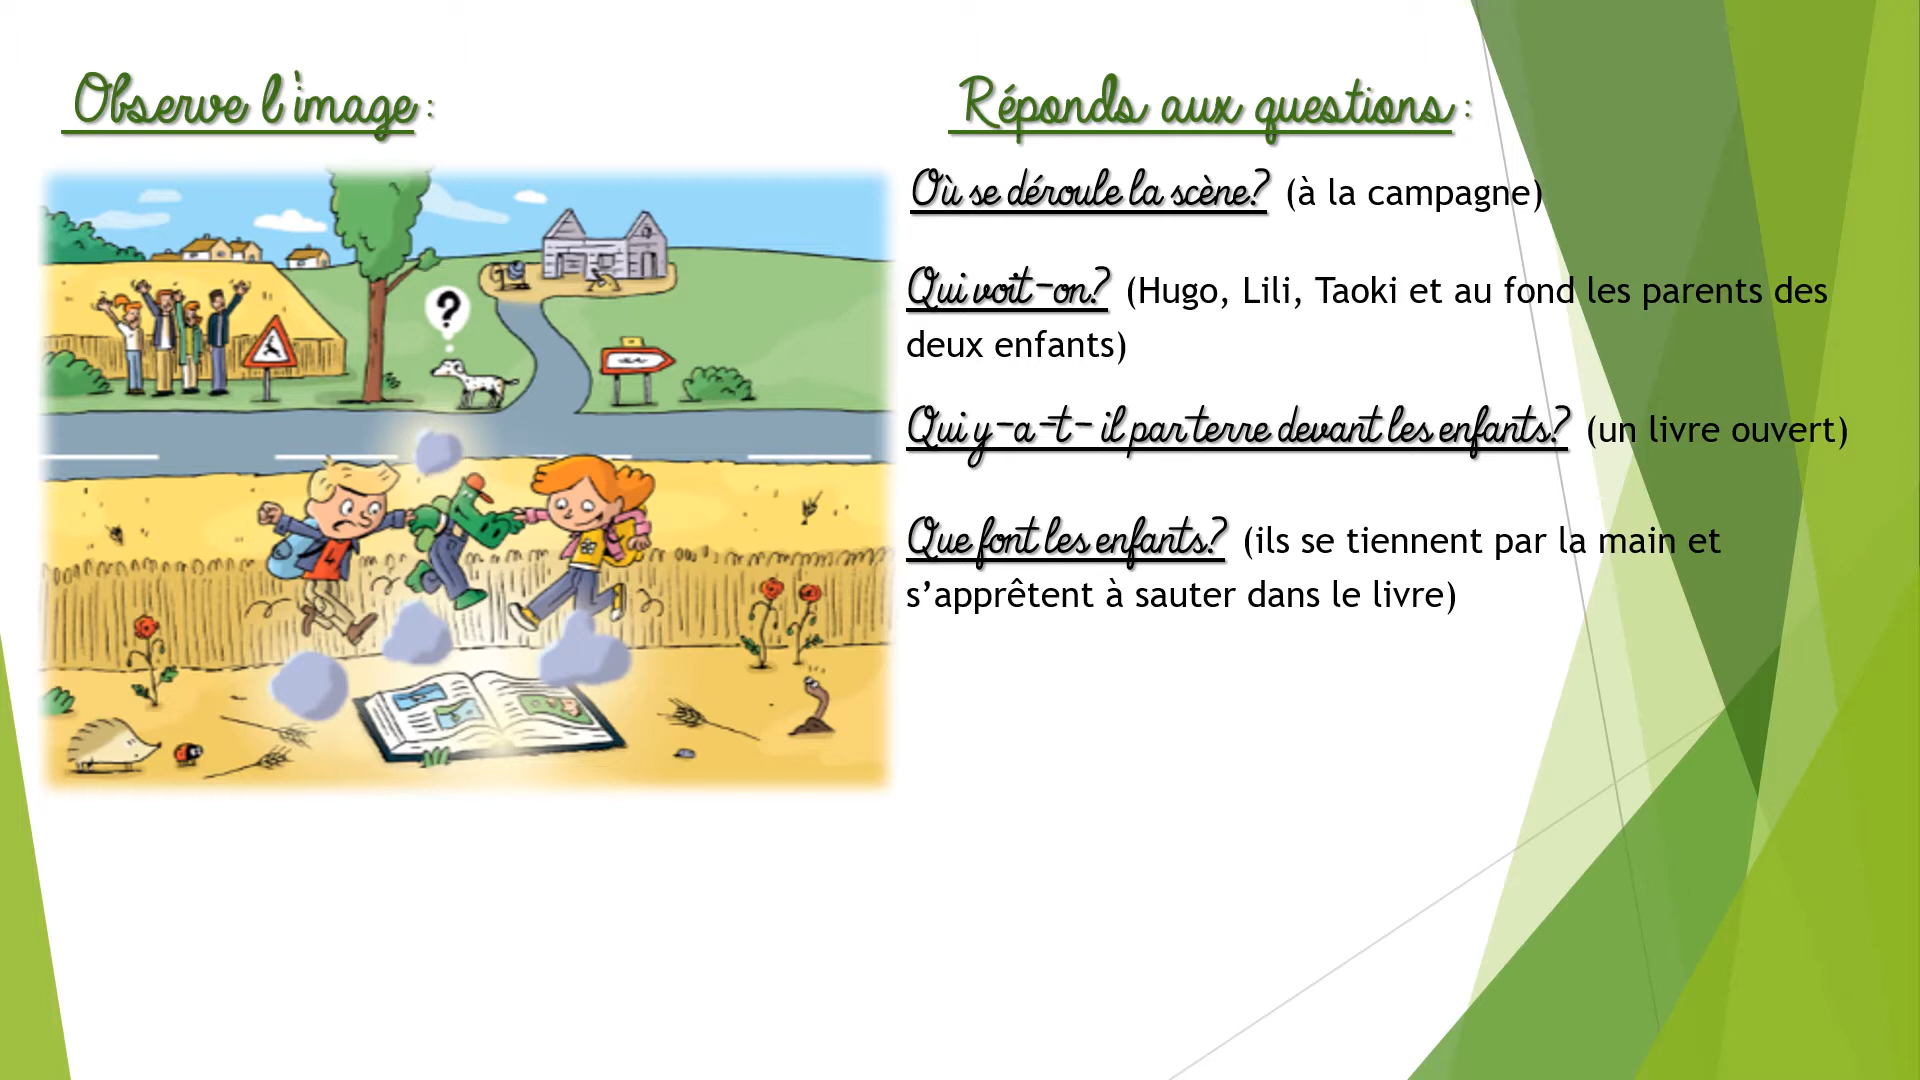 Observe l'image :
?
Réponds aux questions :
Où se déroule la scène? (à la campagne)
Qui voit-on? (Hugo, Lili, Taoki et au fond les parents des
deux enfants)
Qui y-a-t- il par terre devant les enfants? (un livre ouvert)
Que font les enfants? (ils se tiennent par la main et
s’apprêtent à sauter dans le livre)